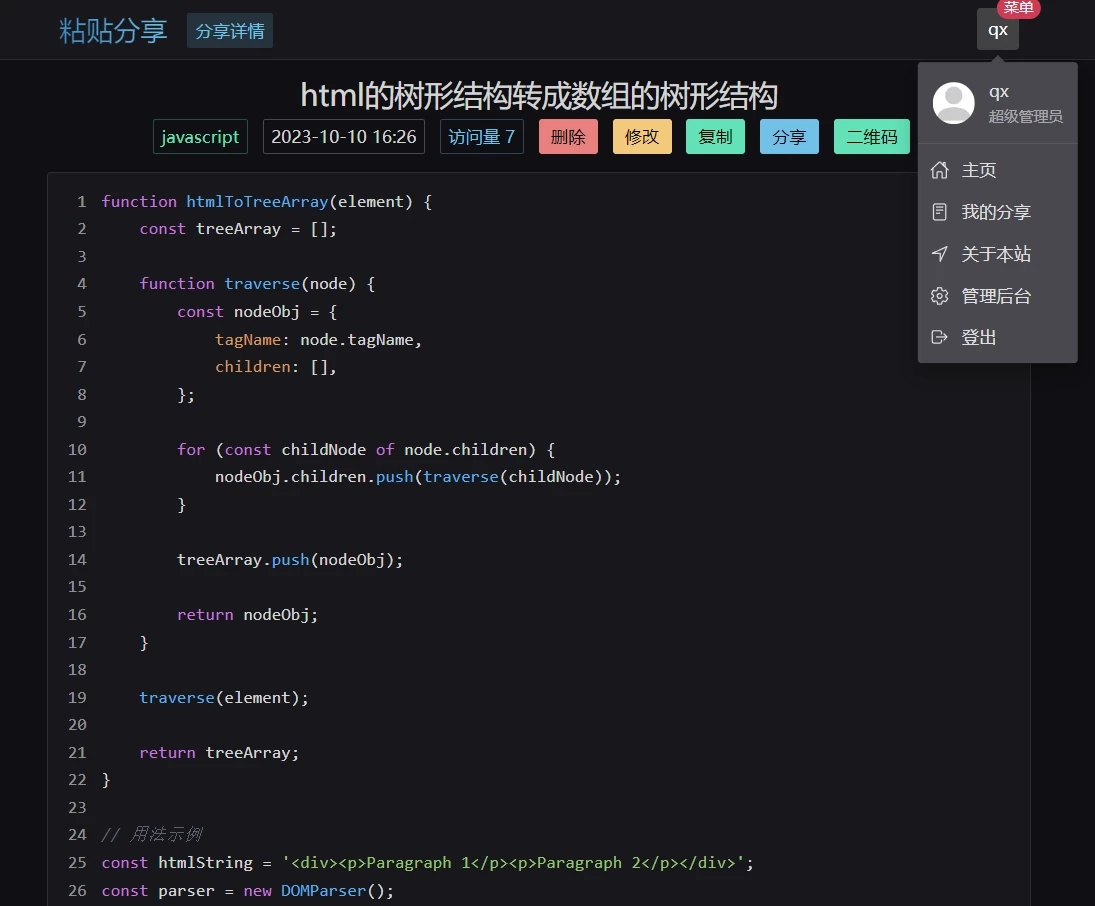 粘贴分享 分享详情 菜单
qx
html的树形结构转成数组的树形结构
javascript 2023-10-10 16:26 访问量 7 删除 修改 复制 分享 二维码
qx
超级管理员
主页
我的分享
关于本站
管理后台
登出
1 function htmlToTreeArray(element) {
2     const treeArray = [];
3
4     function traverse(node) {
5         const nodeObj = {
6             tagName: node.tagName,
7             children: [],
8         };
9
10         for (const childNode of node.children) {
11             nodeObj.children.push(traverse(childNode));
12         }
13
14         treeArray.push(nodeObj);
15
16         return nodeObj;
17     }
18
19     traverse(element);
20
21     return treeArray;
22 }
23
24 // 用法示例
25 const htmlString = '<div><p>Paragraph 1</p><p>Paragraph 2</p></div>';
26 const parser = new DOMParser();